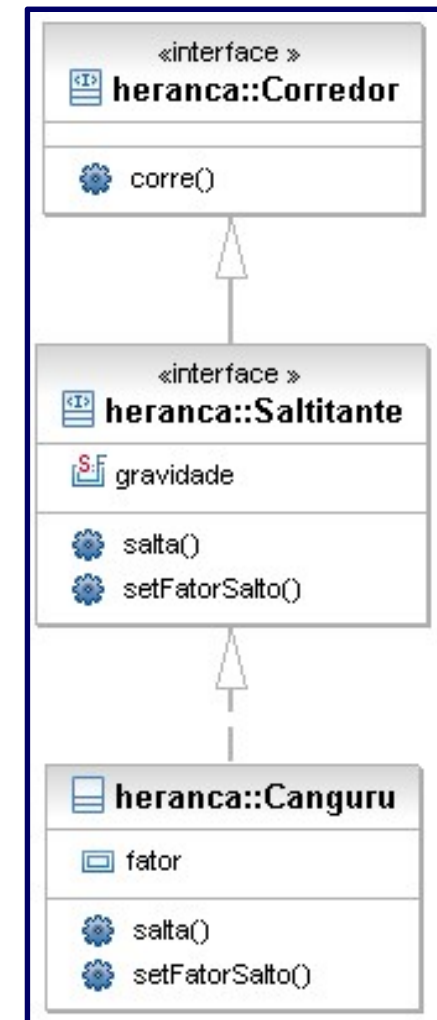 «interface »
heranca::Corredor
corre()
«interface »
heranca::Saltitante
gravidade
salta()
setFatorSalto()
heranca::Canguru
fator
salta()
setFatorSalto()